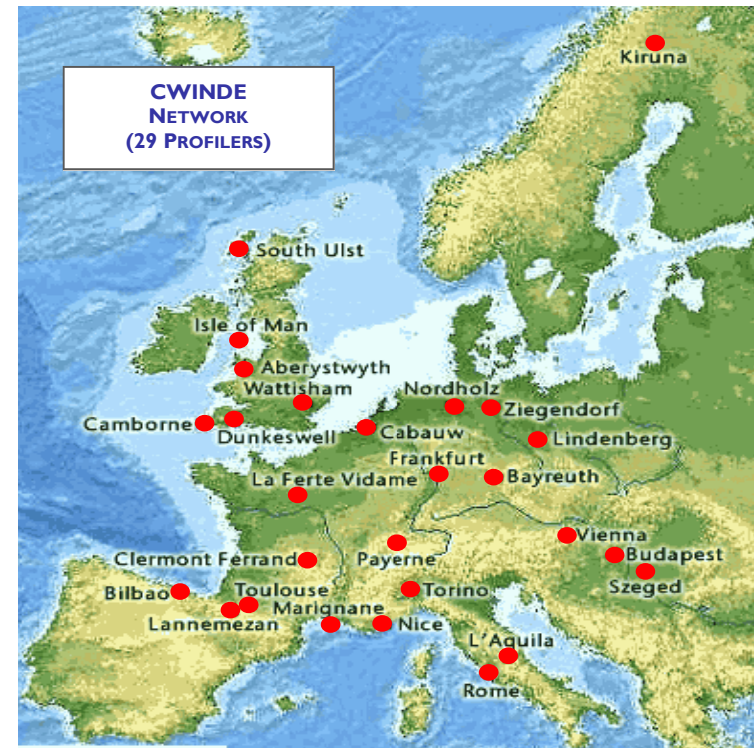 CWINDE
NETWORK
(29 PROFILERS)
Kiruna
South Ulst
Isle of Man
Aberystwyth
Wattisham
Nordholz
Ziegendorf
Camborne
Dunkeswell
Cabauw
Lindenberg
Frankfurt
La Ferte Vidame
Bayreuth
Vienna
Clermont Ferrand
Payerne
Budapest
Bilbao
Toulouse
Torino
Szeged
Lannemezan
Marignane
Nice
L'Aquila
Rome